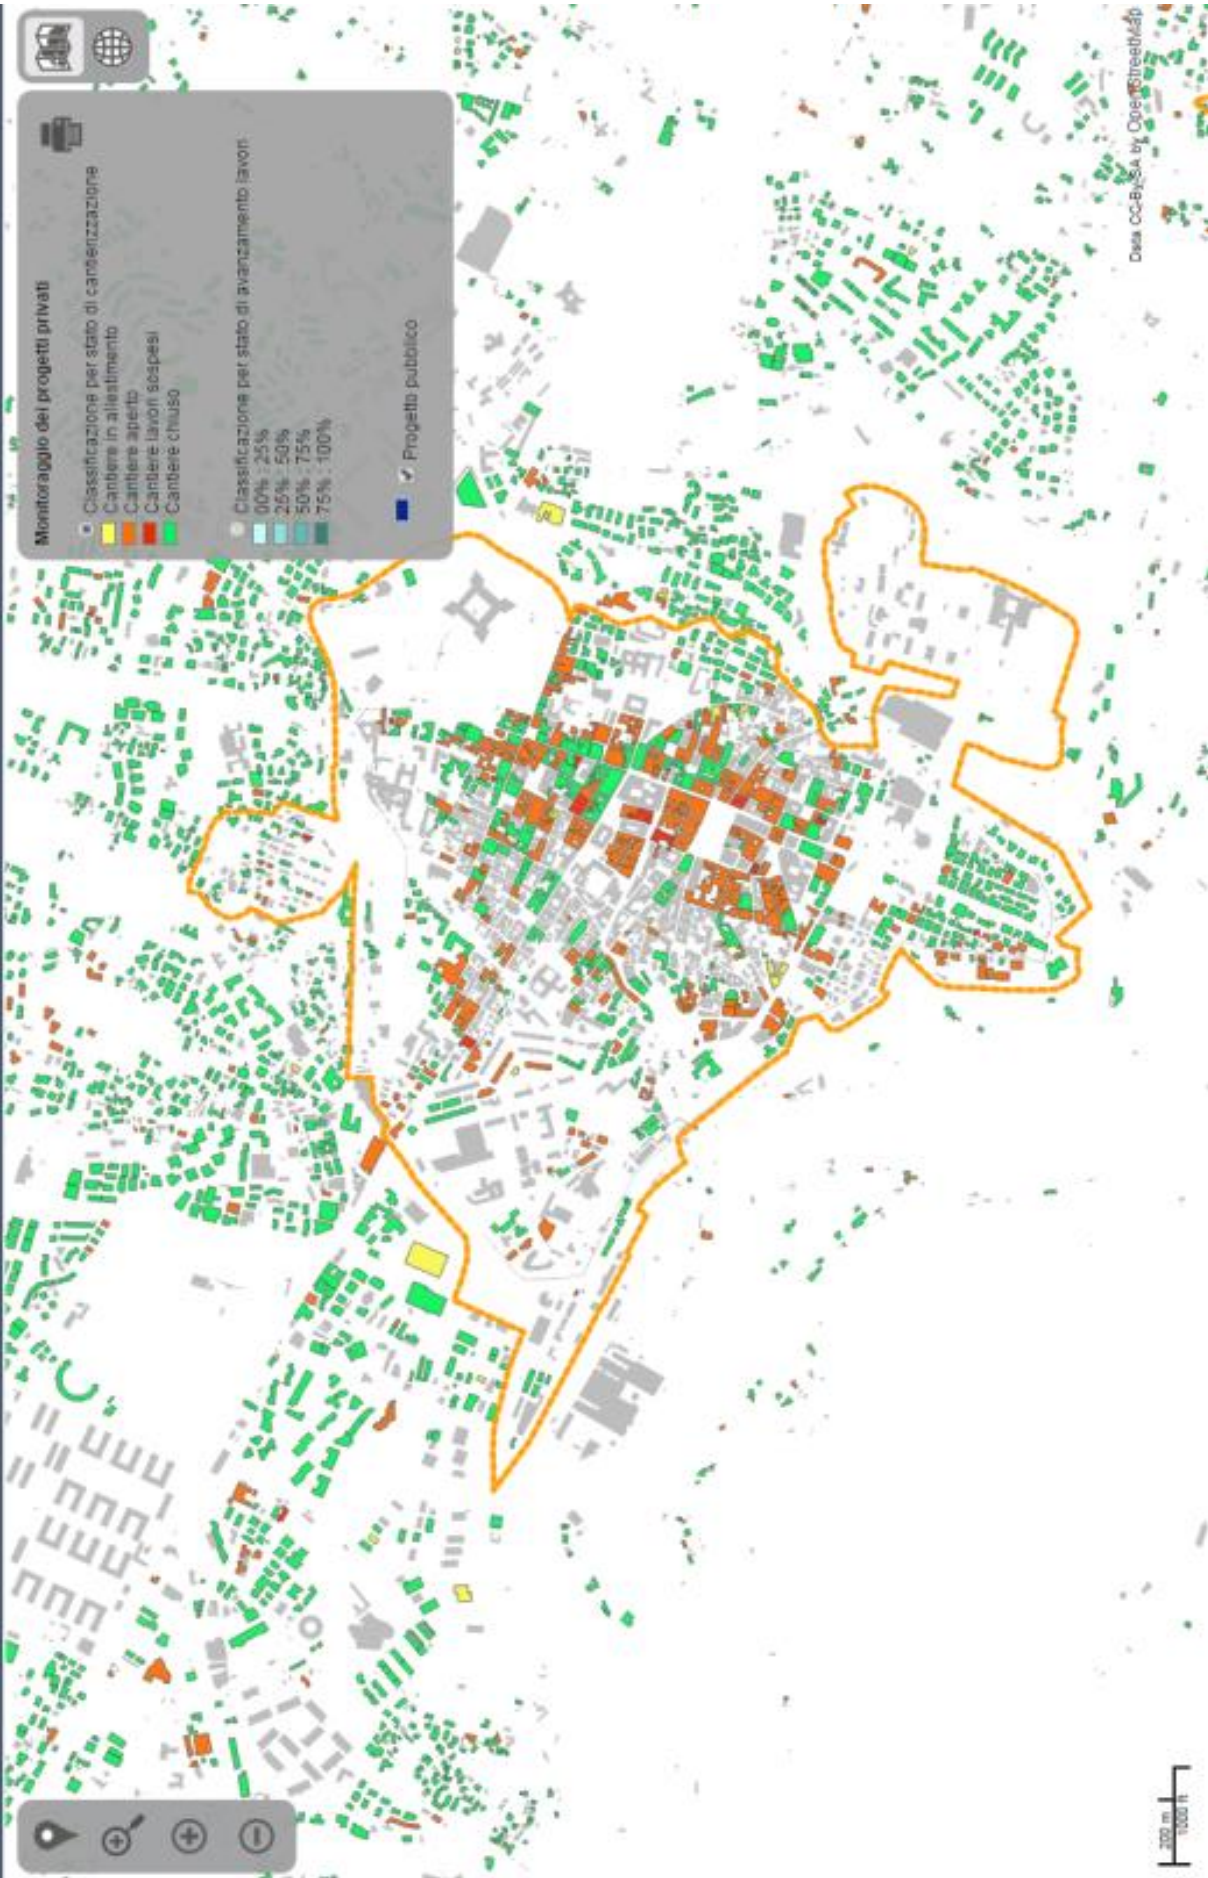 Monitoraggio dei progetti privati
Classificazione per stato di cantierizzazione
Cantiere in allestimento
Cantiere aperto
Cantiere lavori sospesi
Cantiere chiuso
Classificazione per stato di avanzamento lavori
00% : 25%
25% : 50%
50% : 75%
75% : 100%
Progetto pubblico
200 m
1000 ft
Data CC-By-SA by OpenStreetMap